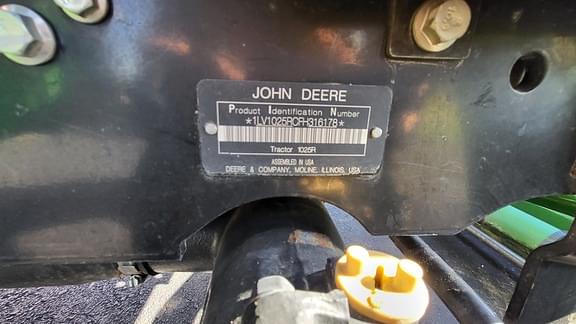 JOHN DEERE
Product Identification Number
*1LV1025RCRH316178*
Tractor 1025R
ASSEMBLED IN USA
DEERE & COMPANY, MOLINE, ILLINOIS, USA